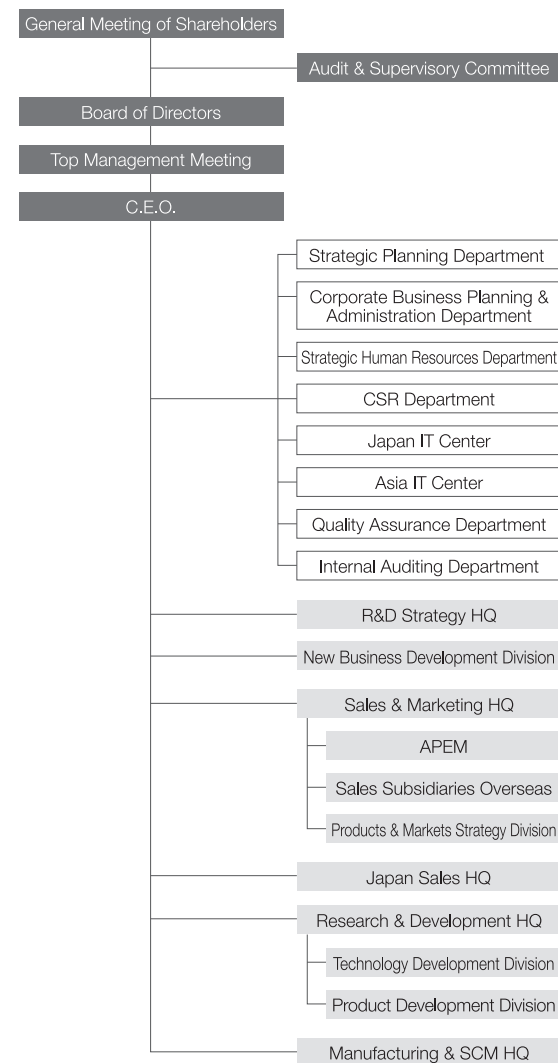 General Meeting of Shareholders
Audit & Supervisory Committee
Board of Directors
Top Management Meeting
C.E.O.
Strategic Planning Department
Corporate Business Planning &
Administration Department
Strategic Human Resources Department
CSR Department
Japan IT Center
Asia IT Center
Quality Assurance Department
Internal Auditing Department
R&D Strategy HQ
New Business Development Division
Sales & Marketing HQ
APEM
Sales Subsidiaries Overseas
Products & Markets Strategy Division
Japan Sales HQ
Research & Development HQ
Technology Development Division
Product Development Division
Manufacturing & SCM HQ